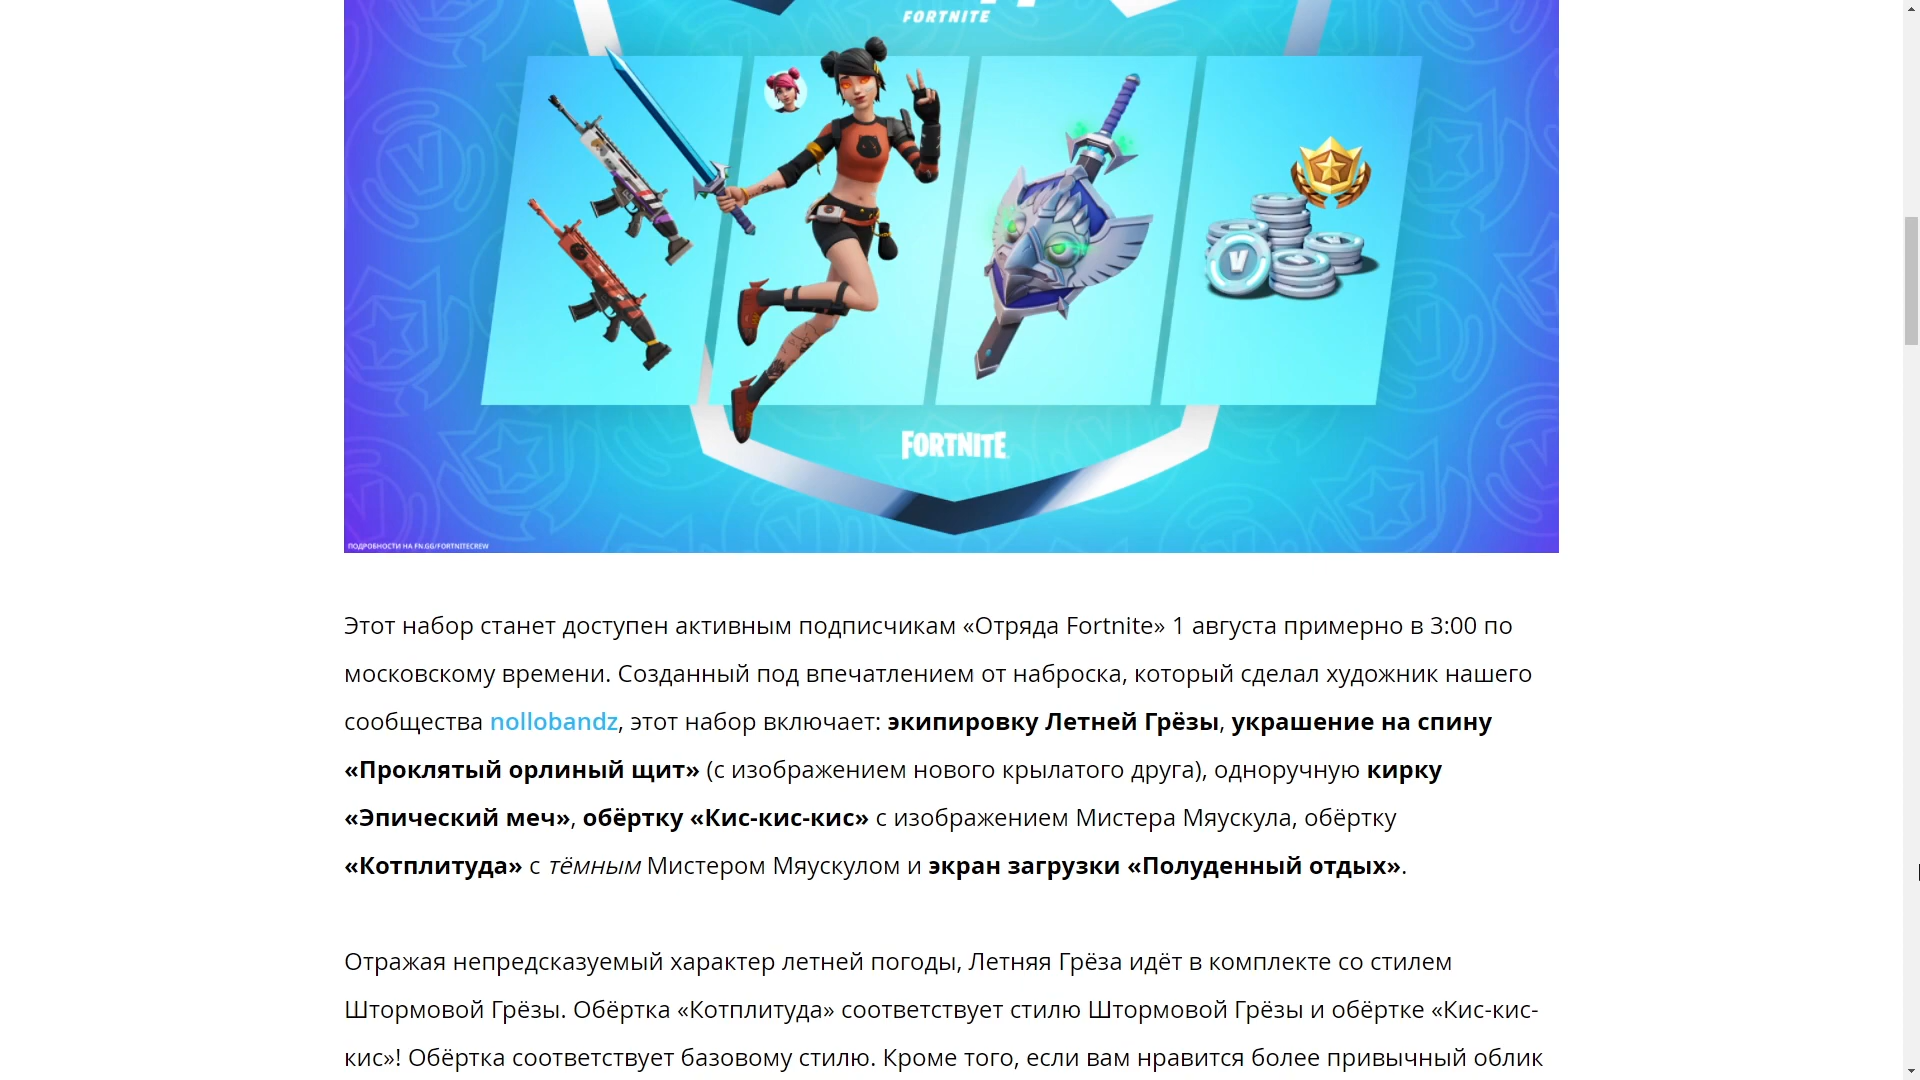 FORTNITE
FORTNITE
ПОДРОБНОСТИ НА FN.GG/FORTNITECREW
Этот набор станет доступен активным подписчикам «Отряда Fortnite» 1 августа примерно в 3:00 по
московскому времени. Созданный под впечатлением от наброска, который сделал художник нашего
сообщества nollobandz, этот набор включает: экипировку Летней Грёзы, украшение на спину
«Проклятый орлиный щит» (с изображением нового крылатого друга), одноручную кирку
«Эпический меч», обёртку «Кис-кис-кис» с изображением Мистера Мяускула, обёртку
«Котплитуда» с тёмным Мистером Мяускулом и экран загрузки «Полуденный отдых».
Отражая непредсказуемый характер летней погоды, Летняя Грёза идёт в комплекте со стилем
Штормовой Грёзы. Обёртка «Котплитуда» соответствует стилю Штормовой Грёзы и обёртке «Кис-кис-
кис»! Обёртка соответствует базовому стилю. Кроме того, если вам нравится более привычный облик